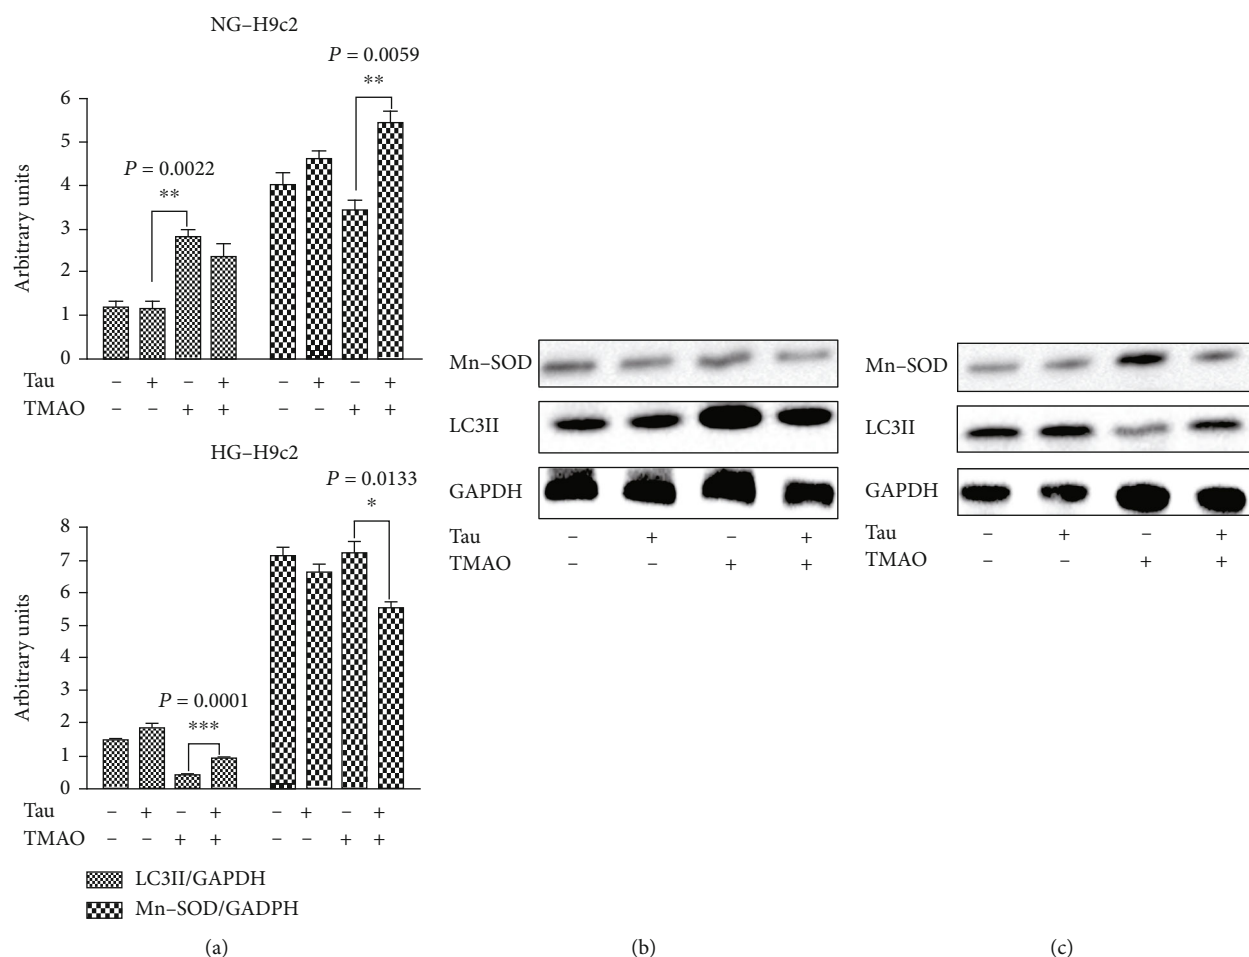 NG–H9c2
P = 0.0059
**
P = 0.0022
**
Arbitrary units
6
5
4
3
2
1
0
Tau – + – + – + – +
TMAO – – + + – – + +
HG–H9c2
P = 0.0133
*
P = 0.0001
***
Arbitrary units
8
7
6
5
4
3
2
1
0
Tau – + – + – + – +
TMAO – – + + – – + +
LC3II/GAPDH
Mn–SOD/GADPH
(a)
Mn–SOD
LC3II
GAPDH
Tau – + – +
TMAO – – + +
(b)
Mn–SOD
LC3II
GAPDH
Tau – + – +
TMAO – – + +
(c)